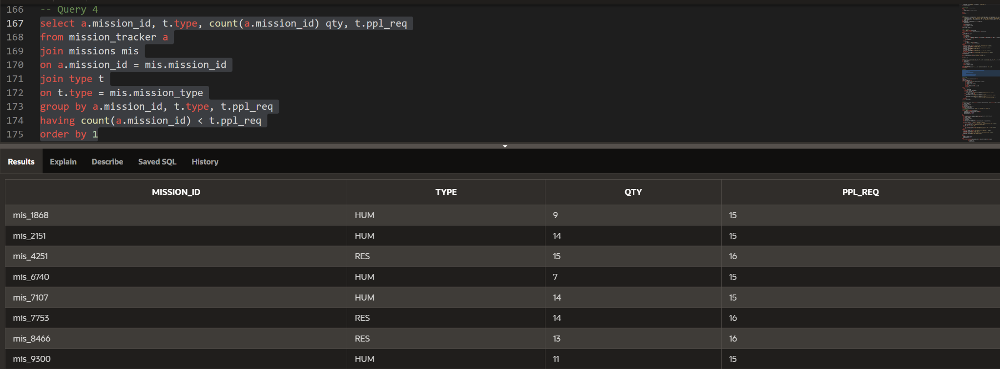 166 -- Query 4
167 select a.mission_id, t.type, count(a.mission_id) qty, t.ppl_req
168 from mission_tracker a
169 join missions mis
170 on a.mission_id = mis.mission_id
171 join type t
172 on t.type = mis.mission_type
173 group by a.mission_id, t.type, t.ppl_req
174 having count(a.mission_id) < t.ppl_req
175 order by 1
Results Explain Describe Saved SQL History
MISSION_ID TYPE QTY PPL_REQ
mis_1868 HUM 9 15
mis_2151 HUM 14 15
mis_4251 RES 15 16
mis_6740 HUM 7 15
mis_7107 HUM 14 15
mis_7753 RES 14 16
mis_8466 RES 13 16
mis_9300 HUM 11 15